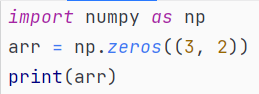 import numpy as np
arr = np.zeros((3, 2))
print(arr)